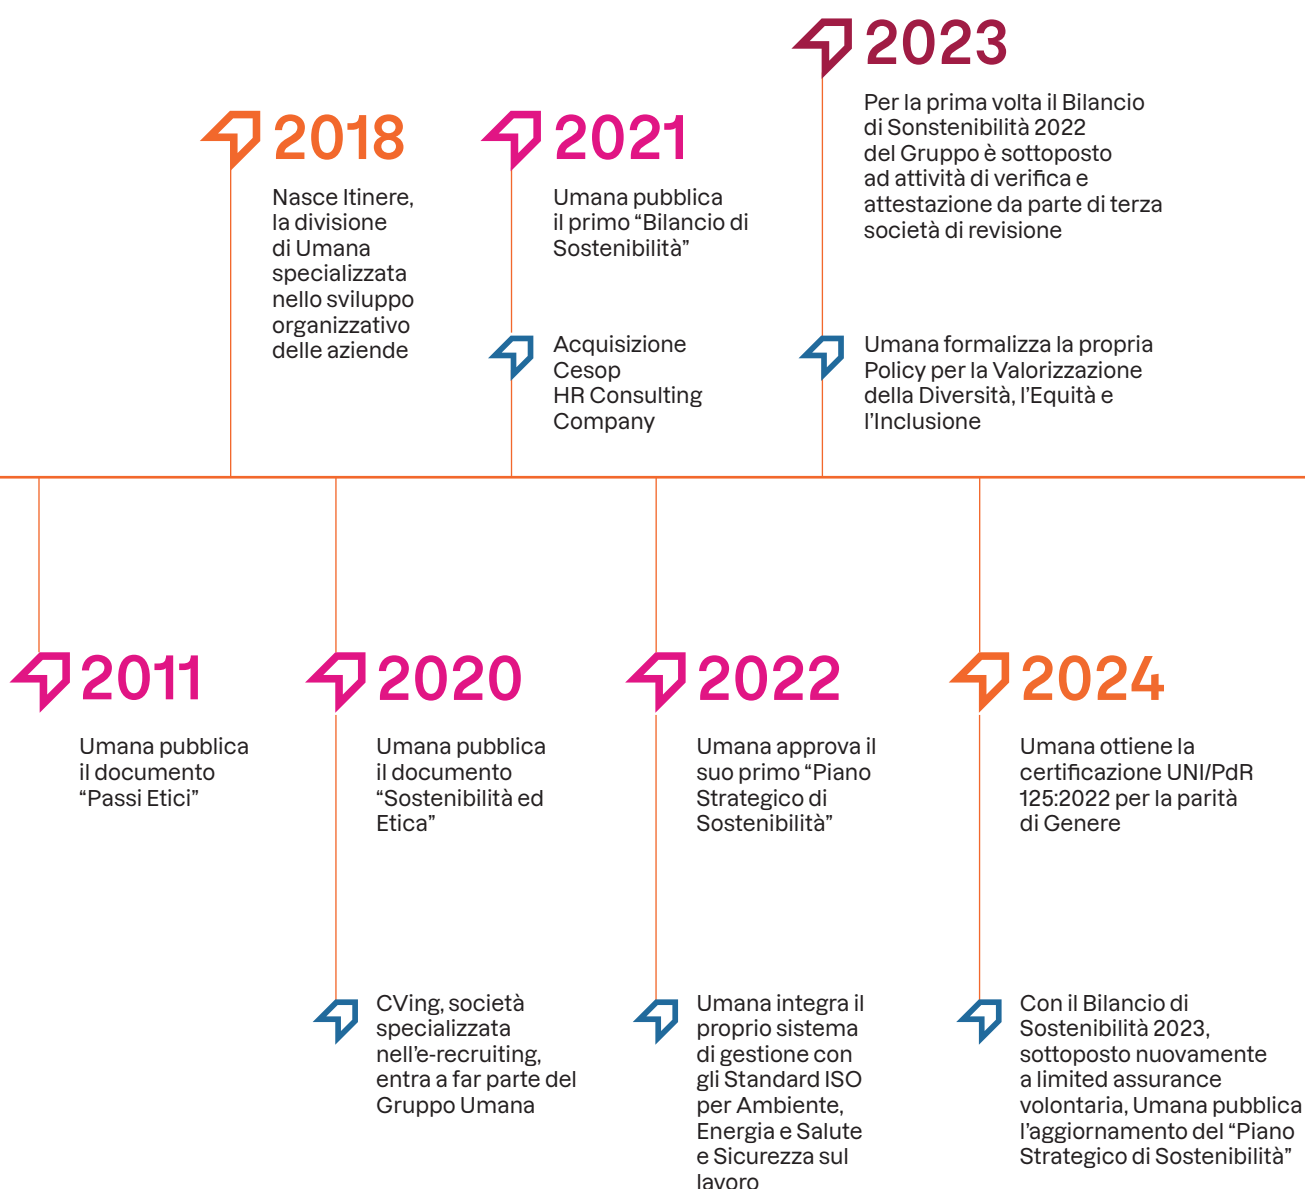 2023
Per la prima volta il Bilancio
di Sonstenibilità 2022
del Gruppo è sottoposto
ad attività di verifica e
attestazione da parte di terza
società di revisione
2018
Nasce Itinere,
la divisione
di Umana
specializzata
nello sviluppo
organizzativo
delle aziende
2021
Umana pubblica
il primo “Bilancio di
Sostenibilità”
Acquisizione
Cesop
HR Consulting
Company
Umana formalizza la propria
Policy per la Valorizzazione
della Diversità, l’Equità e
l’Inclusione
2011
Umana pubblica
il documento
“Passi Etici”
2020
Umana pubblica
il documento
“Sostenibilità ed
Etica”
CVing, società
specializzata
nell’e-recruiting,
entra a far parte del
Gruppo Umana
2022
Umana approva il
suo primo “Piano
Strategico di
Sostenibilità”
Umana integra il
proprio sistema
di gestione con
gli Standard ISO
per Ambiente,
Energia e Salute
e Sicurezza sul
lavoro
2024
Umana ottiene la
certificazione UNI/PdR
125:2022 per la parità
di Genere
Con il Bilancio di
Sostenibilità 2023,
sottoposto nuovamente
a limited assurance
volontaria, Umana pubblica
l’aggiornamento del “Piano
Strategico di Sostenibilità”